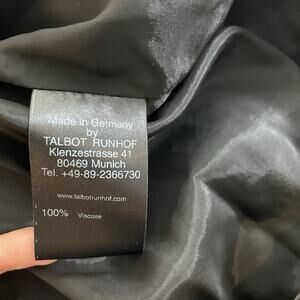 Made in Germany
by
TALBOT RUNHOF
Klenzestrasse 41
80469 Munich
Tel. +49-89-2366730
www.talbotrunhof.com
100% Viscose